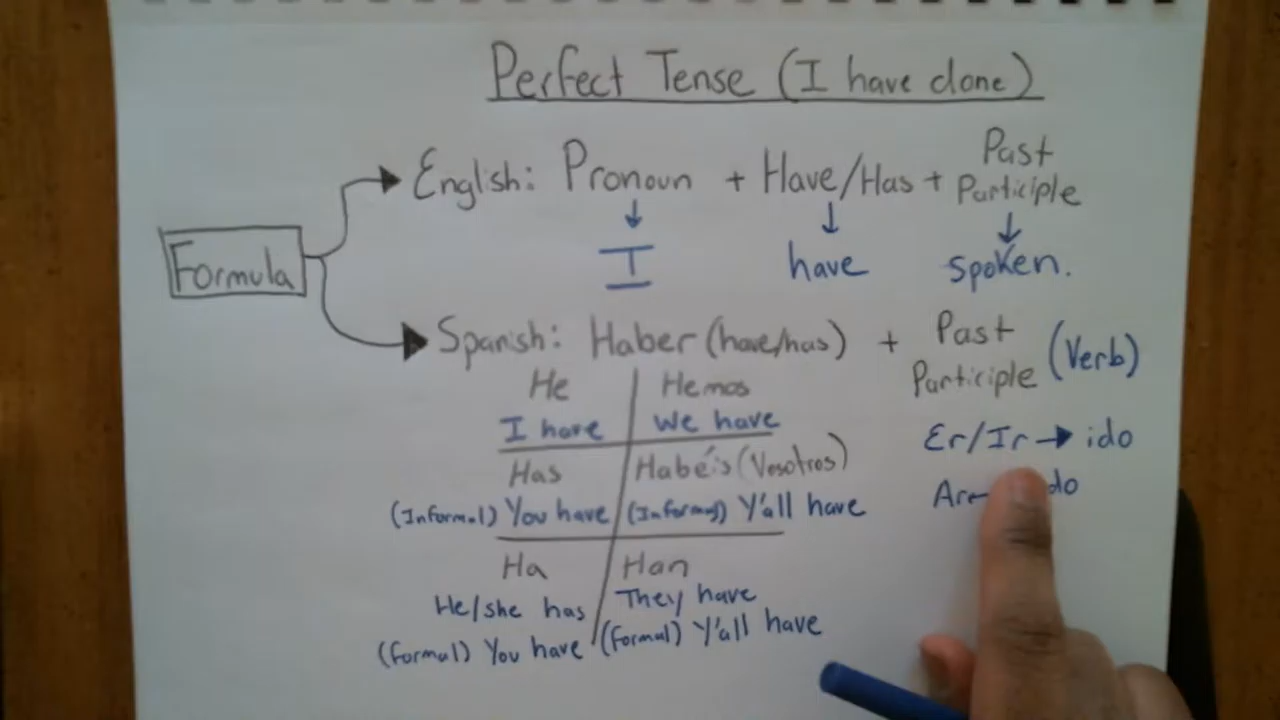 Perfect Tense (I have done)
English: Pronoun + Have/Has + Past Participle
I have spoken.
Formula
Spanish: Haber (have/has) + Past Participle (Verb)
He Hemos
I have We have
Er/Ir → ido
Has Habéis (Vosotros)
(Informal) You have (Informal) Y'all have
Ha Han
He/she has They have
(Formal) You have (Formal) Y'all have